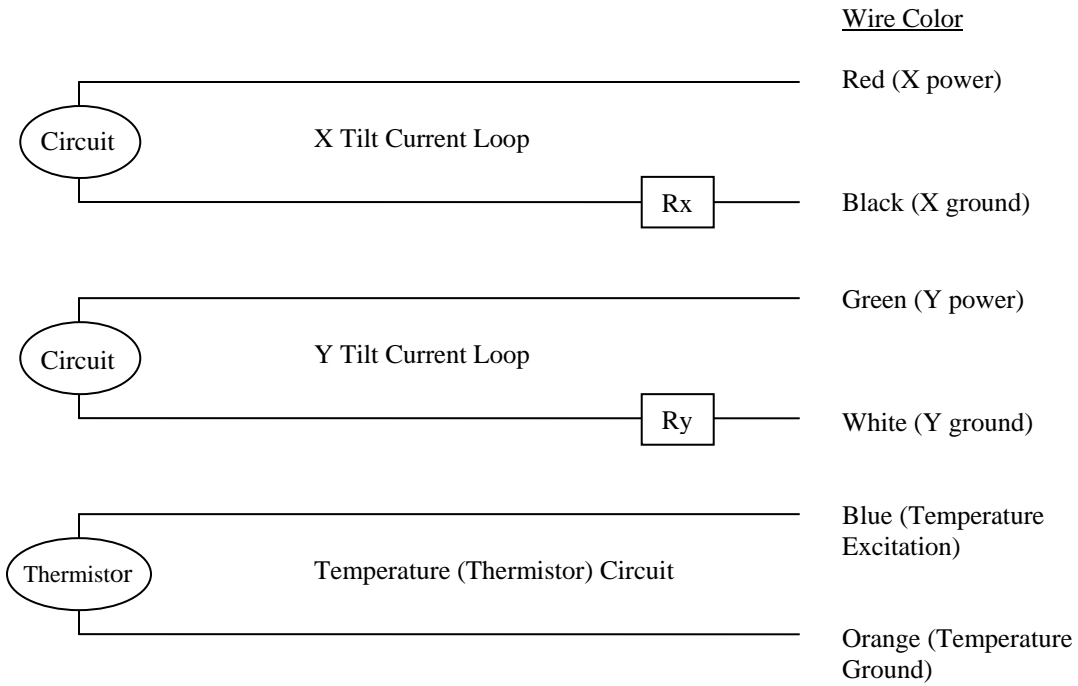 Wire Color
Red (X power)
Circuit
X Tilt Current Loop
Rx
Black (X ground)
Green (Y power)
Circuit
Y Tilt Current Loop
Ry
White (Y ground)
Blue (Temperature
Excitation)
Thermistor
Temperature (Thermistor) Circuit
Orange (Temperature
Ground)